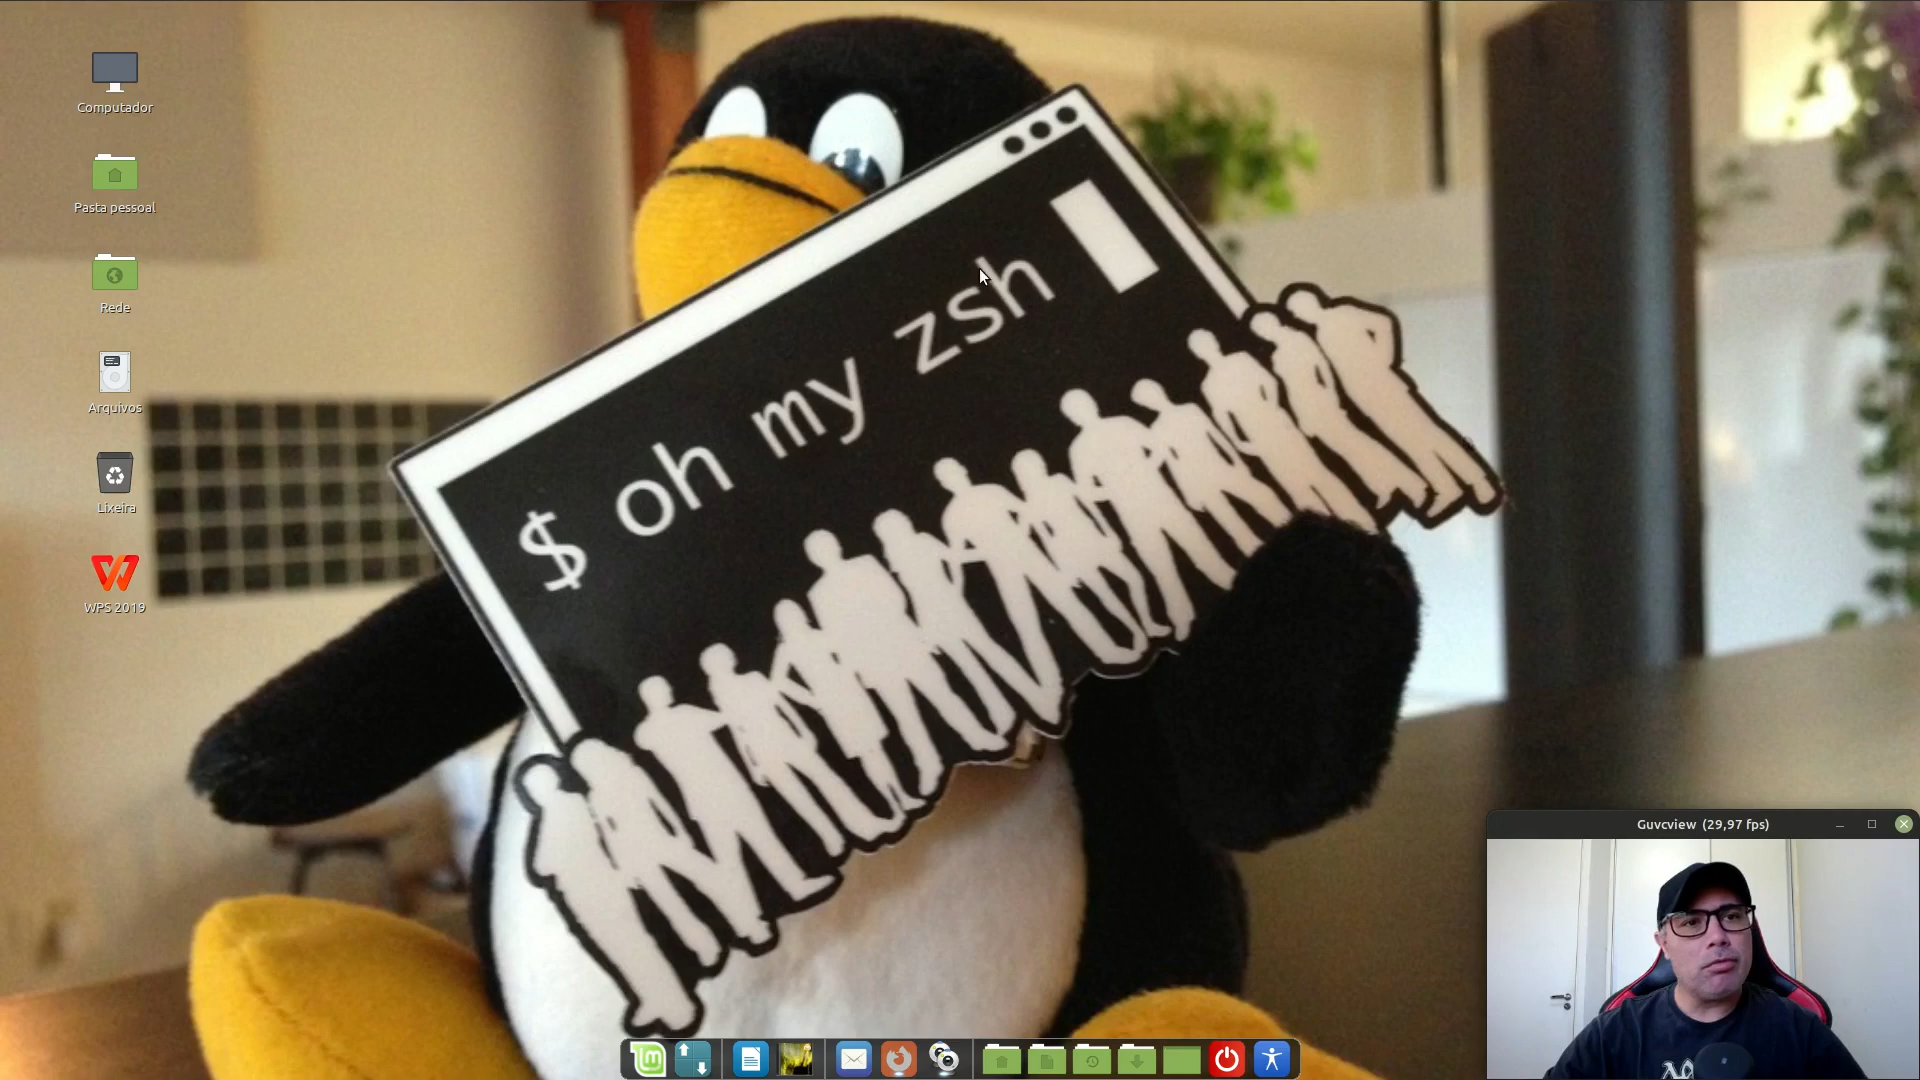 Computador
Pasta pessoal
Rede
Arquivos
Lixeira
WPS 2019
$ oh my zsh
Guvcview (29,97 fps)